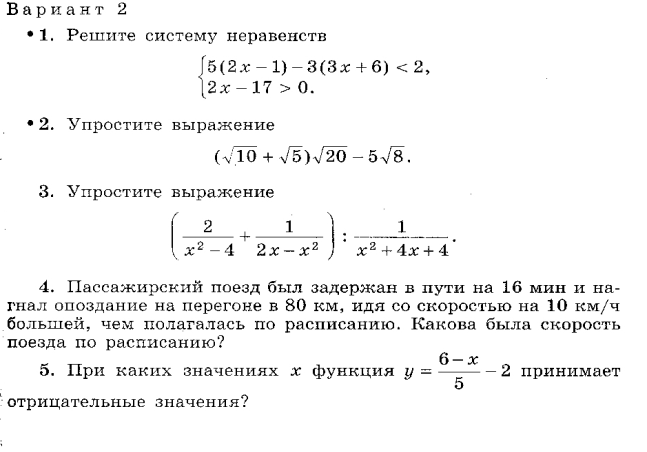 Вариант 2
• 1. Решите систему неравенств
{5(2x − 1) − 3(3x + 6) < 2,
2x − 17 > 0.
• 2. Упростите выражение
(√10 + √5)√20 − 5√8.
3. Упростите выражение
(2/(x² − 4) + 1/(2x − x²)) : 1/(x² + 4x + 4).
4. Пассажирский поезд был задержан в пути на 16 мин и на-
гнал опоздание на перегоне в 80 км, идя со скоростью на 10 км/ч
большей, чем полагалась по расписанию. Какова была скорость
поезда по расписанию?
5. При каких значениях x функция y = (6−x)/5 − 2 принимает
отрицательные значения?